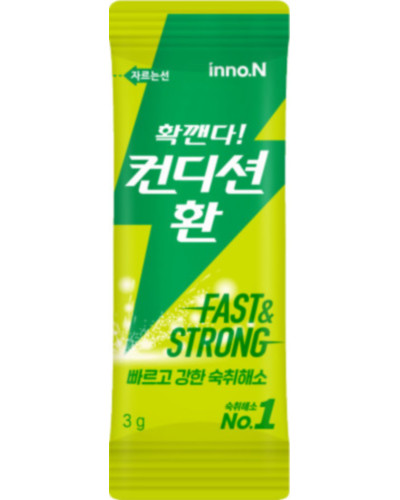 자르는선
inno.N
확깬다!
컨디션
환
FAST&
STRONG
빠르고 강한 숙취해소
3 g
숙취해소
No.1